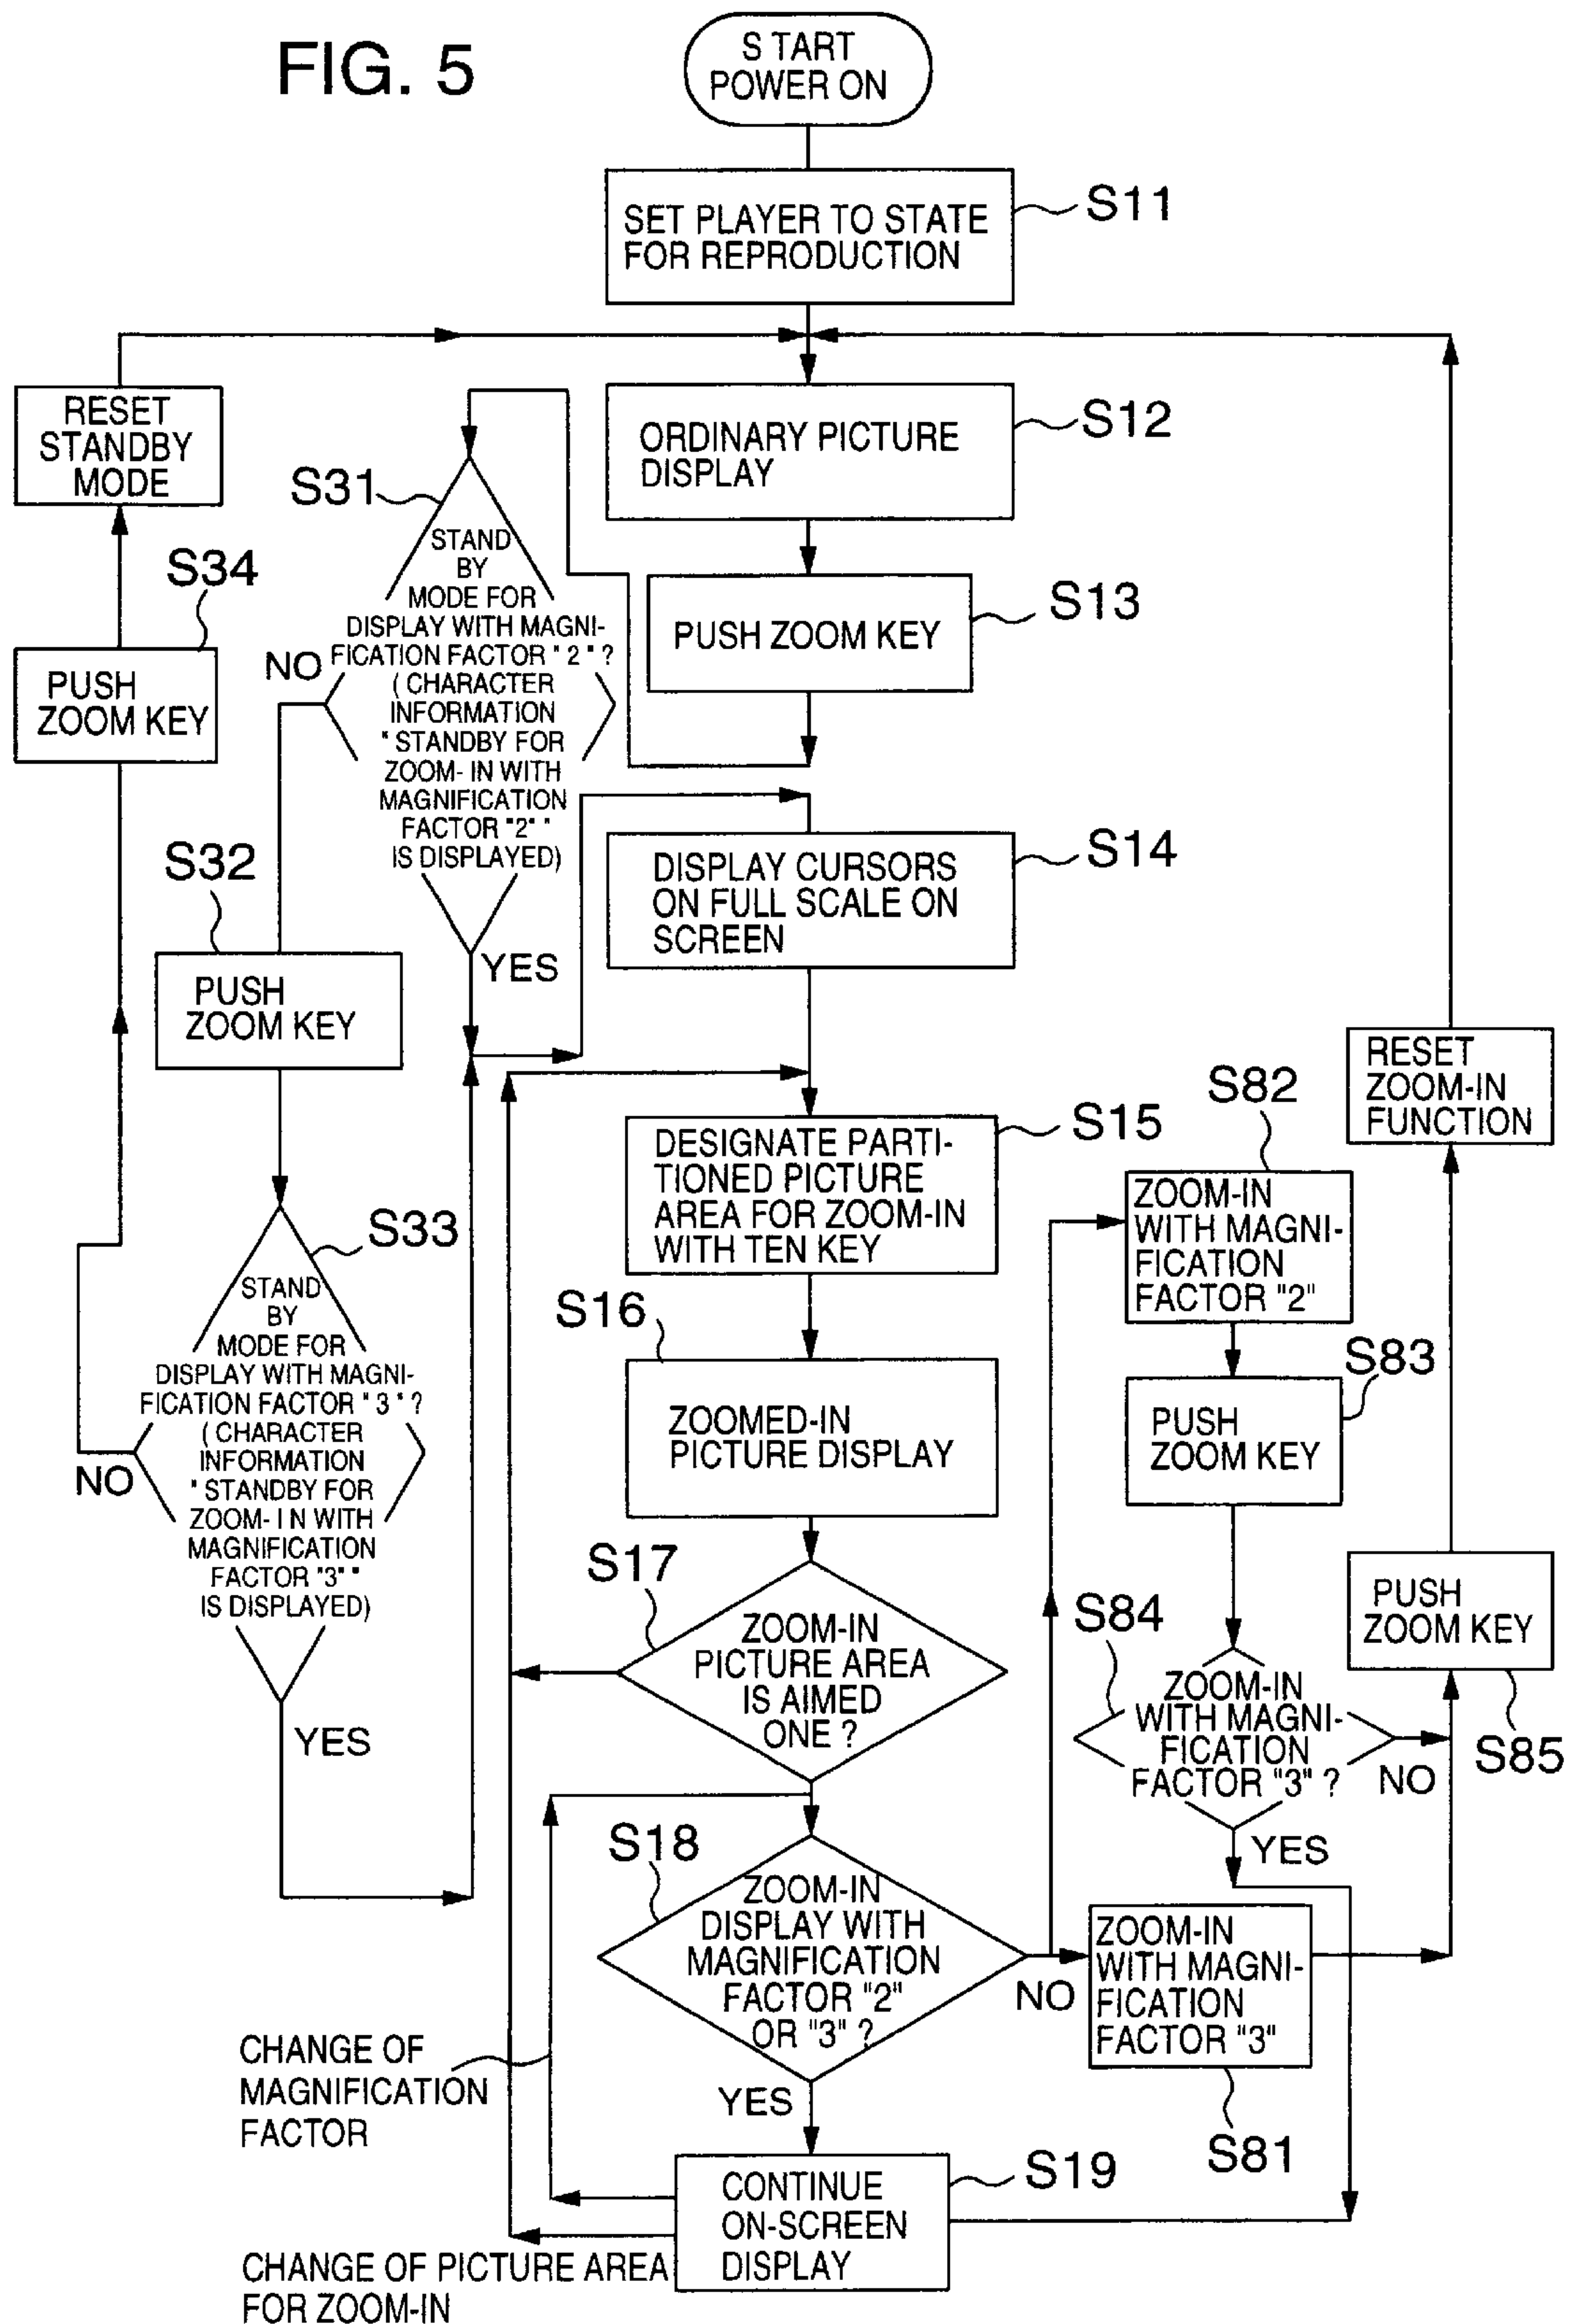 FIG. 5
S TART
POWER ON
SET PLAYER TO STATE
FOR REPRODUCTION
S11
RESET
STANDBY
MODE
ORDINARY PICTURE
DISPLAY
S12
S31
STAND
BY
MODE FOR
DISPLAY WITH MAGNI-
FICATION FACTOR " 2 " ?
( CHARACTER
INFORMATION
" STANDBY FOR
ZOOM- IN WITH
MAGNIFICATION
FACTOR "2" "
IS DISPLAYED)
NO
YES
S34
PUSH
ZOOM KEY
PUSH ZOOM KEY
S13
S32
PUSH
ZOOM KEY
DISPLAY CURSORS
ON FULL SCALE ON
SCREEN
S14
S33
STAND
BY
MODE FOR
DISPLAY WITH MAGNI-
FICATION FACTOR " 3 " ?
( CHARACTER
INFORMATION
" STANDBY FOR
ZOOM- I N WITH
MAGNIFICATION
FACTOR "3" "
IS DISPLAYED)
NO
YES
DESIGNATE PARTI-
TIONED PICTURE
AREA FOR ZOOM-IN
WITH TEN KEY
S15
S16
ZOOMED-IN
PICTURE DISPLAY
S17
ZOOM-IN
PICTURE AREA
IS AIMED
ONE ?
S18
ZOOM-IN
DISPLAY WITH
MAGNIFICATION
FACTOR "2"
OR "3" ?
NO
YES
S82
ZOOM-IN
WITH MAGNI-
FICATION
FACTOR "2"
S83
PUSH
ZOOM KEY
S84
ZOOM-IN
WITH MAGNI-
FICATION
FACTOR "3" ?
NO
YES
RESET
ZOOM-IN
FUNCTION
PUSH
ZOOM KEY
S85
ZOOM-IN
WITH MAGNI-
FICATION
FACTOR "3"
S81
CHANGE OF
MAGNIFICATION
FACTOR
CONTINUE
ON-SCREEN
DISPLAY
S19
CHANGE OF PICTURE AREA
FOR ZOOM-IN